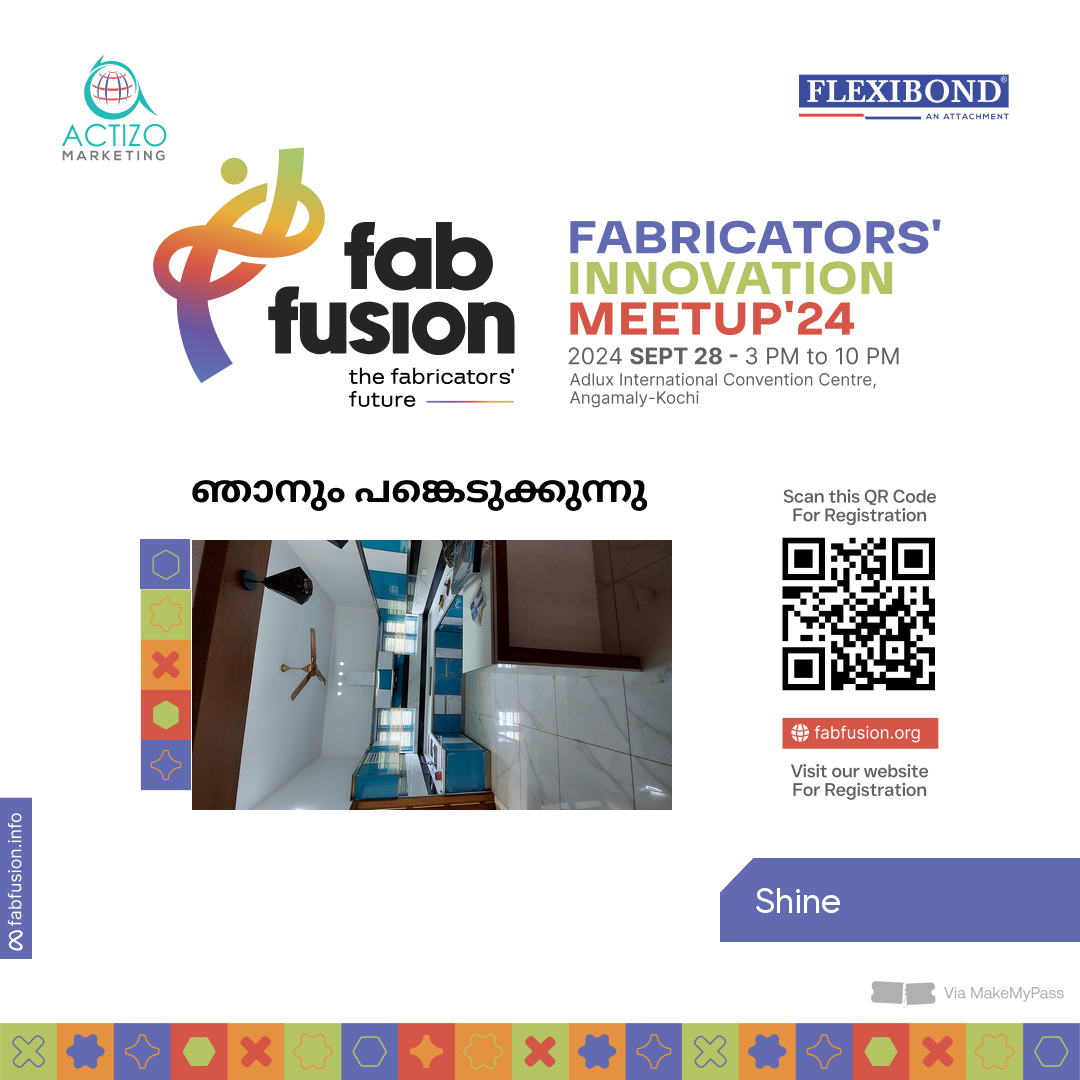 ACTIZO
MARKETING
FLEXIBOND®
AN ATTACHMENT
fab
fusion
the fabricators'
future
FABRICATORS'
INNOVATION
MEETUP'24
2024 SEPT 28 - 3 PM to 10 PM
Adlux International Convention Centre,
Angamaly-Kochi
ഞാനും പങ്കെടുക്കുന്നു
Scan this QR Code
For Registration
fabfusion.org
Visit our website
For Registration
fabfusion.info
Shine
Via MakeMyPass